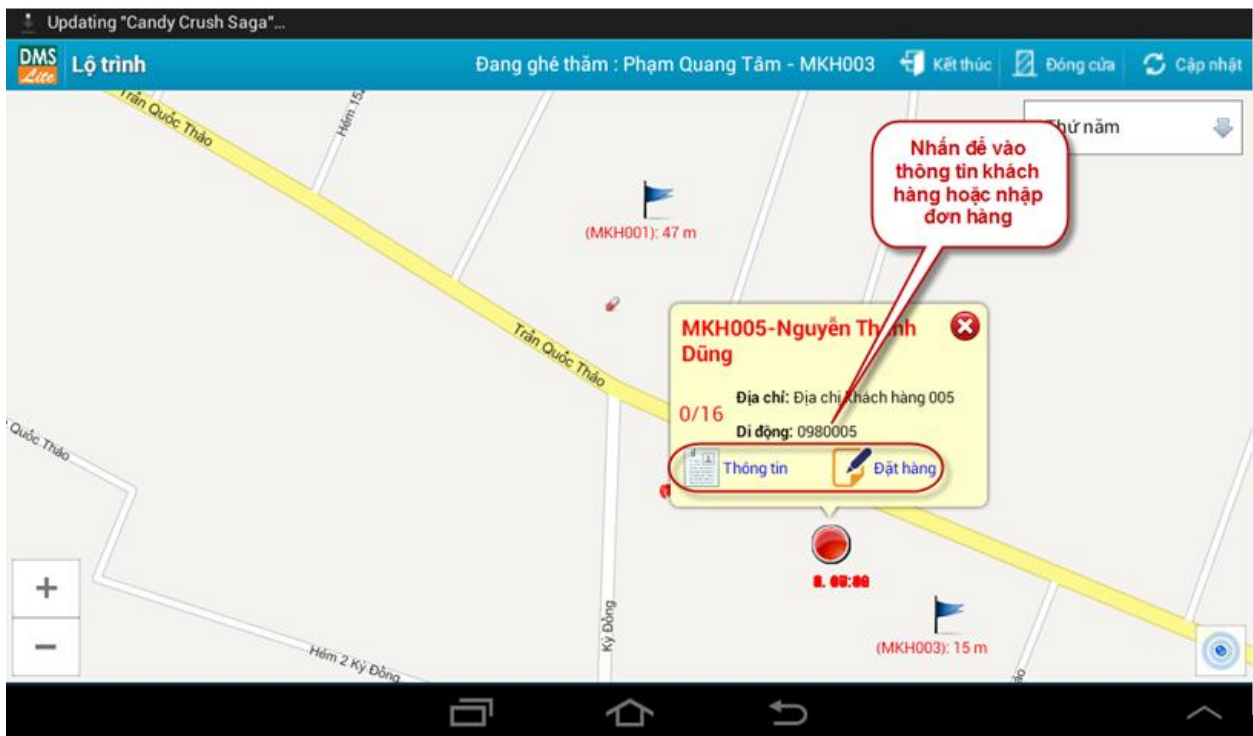 Updating "Candy Crush Saga"...
DMS
Lite
Lộ trình
Đang ghé thăm : Phạm Quang Tâm - MKH003
Kết thúc
Đóng cửa
Cập nhật
Trần Quốc Thảo
Thứ năm
Nhấn để vào
thông tin khách
hàng hoặc nhập
đơn hàng
(MKH001): 47 m
Trần Quốc Thảo
MKH005-Nguyễn Thành
Dũng
Địa chỉ: Địa chỉ khách hàng 005
0/16
Di động: 0980005
Thông tin
Đặt hàng
Quốc Thảo
Kỳ Đồng
(MKH003): 15 m
Hẻm 2 Kỳ Đồng
+
−